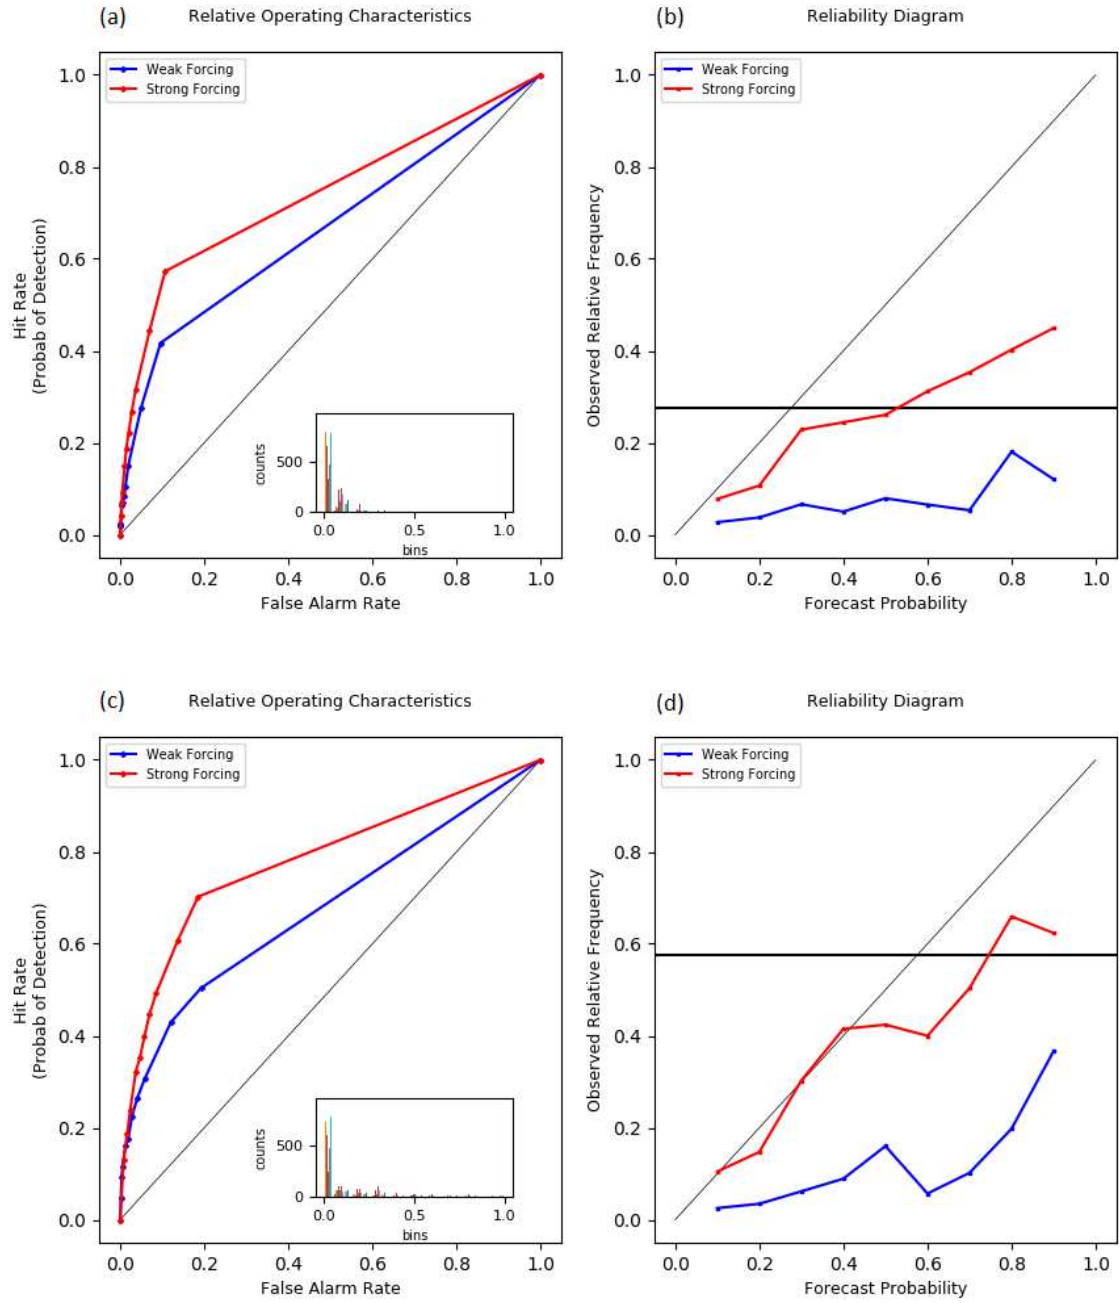 (a)
Relative Operating Characteristics
Weak Forcing
Strong Forcing
1.0
0.8
0.6
0.4
0.2
0.0
Hit Rate
(Probab of Detection)
counts
500
0
0.0 0.5 1.0
bins
0.0 0.2 0.4 0.6 0.8 1.0
False Alarm Rate
(b)
Reliability Diagram
Weak Forcing
Strong Forcing
1.0
0.8
0.6
0.4
0.2
0.0
Observed Relative Frequency
0.0 0.2 0.4 0.6 0.8 1.0
Forecast Probability
(c)
Relative Operating Characteristics
Weak Forcing
Strong Forcing
1.0
0.8
0.6
0.4
0.2
0.0
Hit Rate
(Probab of Detection)
counts
500
0
0.0 0.5 1.0
bins
0.0 0.2 0.4 0.6 0.8 1.0
False Alarm Rate
(d)
Reliability Diagram
Weak Forcing
Strong Forcing
1.0
0.8
0.6
0.4
0.2
0.0
Observed Relative Frequency
0.0 0.2 0.4 0.6 0.8 1.0
Forecast Probability